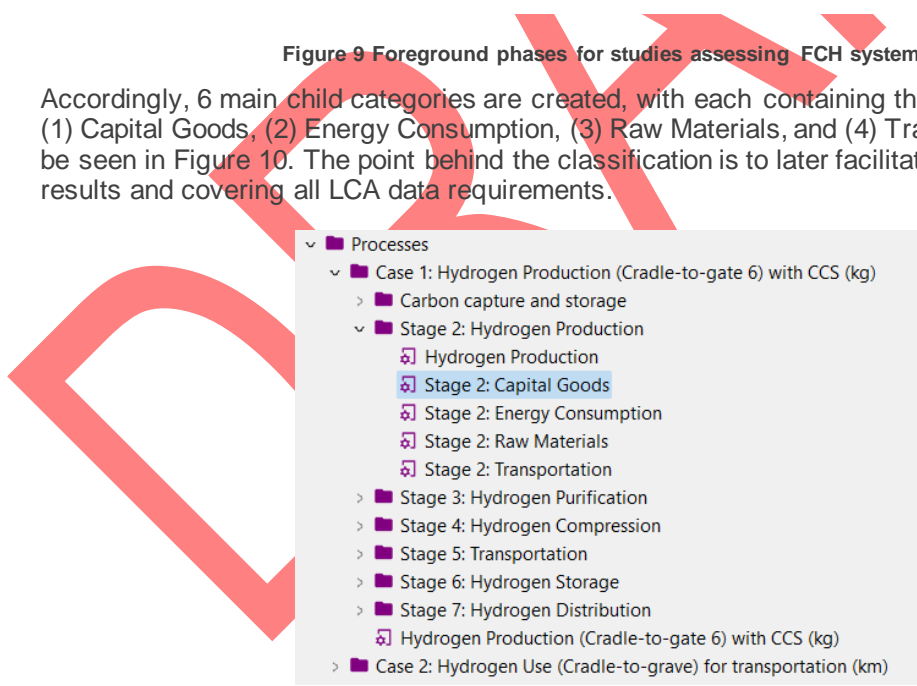 Figure 9 Foreground phases for studies assessing FCH system
Accordingly, 6 main child categories are created, with each containing th
(1) Capital Goods, (2) Energy Consumption, (3) Raw Materials, and (4) Tra
be seen in Figure 10. The point behind the classification is to later facilitat
results and covering all LCA data requirements.
Processes
Case 1: Hydrogen Production (Cradle-to-gate 6) with CCS (kg)
Carbon capture and storage
Stage 2: Hydrogen Production
Hydrogen Production
Stage 2: Capital Goods
Stage 2: Energy Consumption
Stage 2: Raw Materials
Stage 2: Transportation
Stage 3: Hydrogen Purification
Stage 4: Hydrogen Compression
Stage 5: Transportation
Stage 6: Hydrogen Storage
Stage 7: Hydrogen Distribution
Hydrogen Production (Cradle-to-gate 6) with CCS (kg)
Case 2: Hydrogen Use (Cradle-to-grave) for transportation (km)